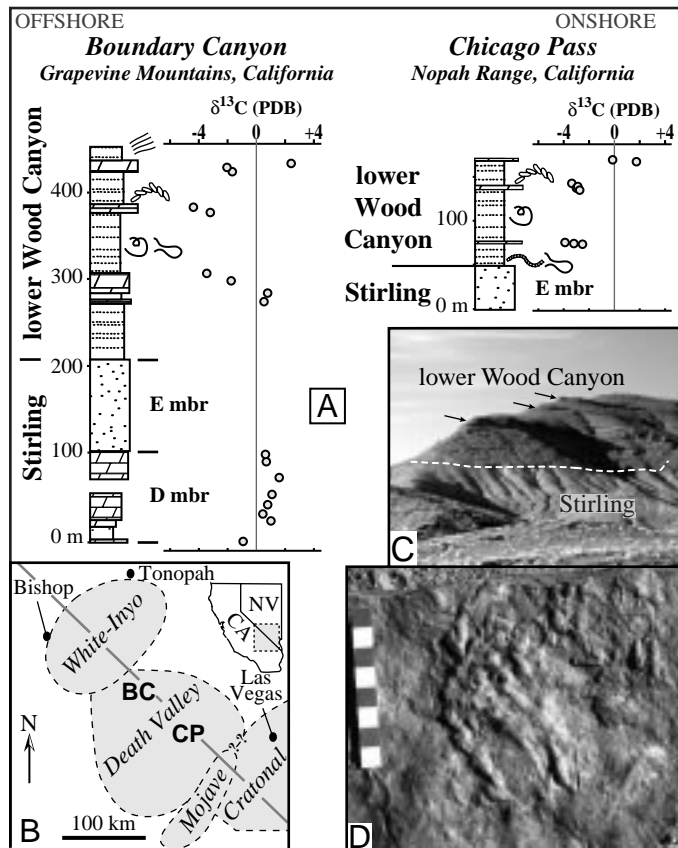 OFFSHORE
ONSHORE
Boundary Canyon
Grapevine Mountains, California
Chicago Pass
Nopah Range, California
δ¹³C (PDB)
-4 0 +4
δ¹³C (PDB)
-4 0 +4
lower Wood Canyon
Stirling
400
300
200
100
0 m
E mbr
D mbr
lower
Wood
Canyon
Stirling
100
0 m
E mbr
A
lower Wood Canyon
Stirling
C
Tonopah
Bishop
White-Inyo
NV
CA
Las
Vegas
BC
Death Valley
CP
N
??
Mojave
Cratonal
B
100 km
D